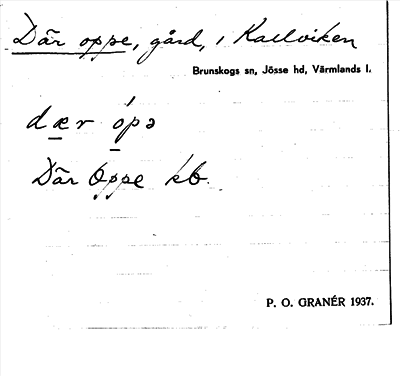 Där oppe, gård, i Kallviken
Brunskogs sn, Jösse hd, Värmlands l.
dær ópə
Där Oppe kb.
P. O. GRANÉR 1937.